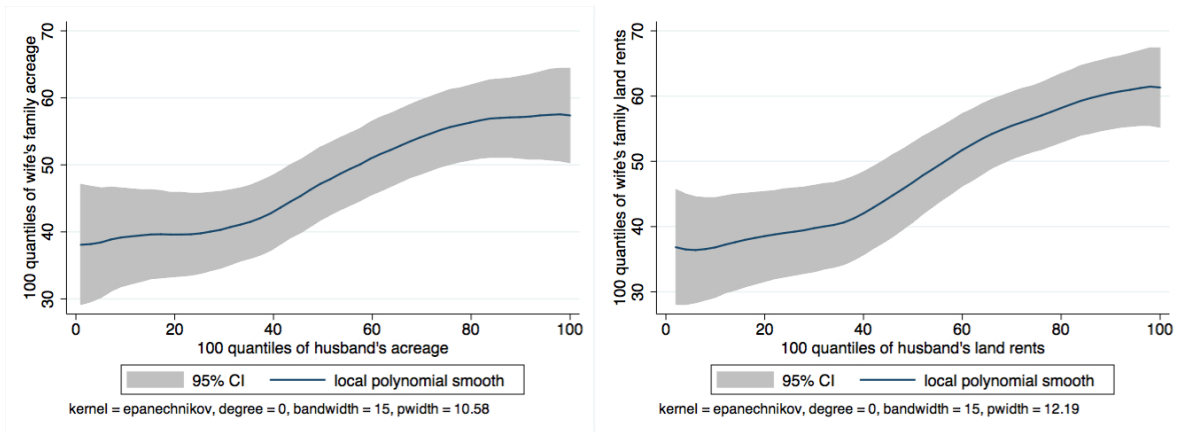 100 quantiles of wife's family acreage
70
60
50
40
30
0 20 40 60 80 100
100 quantiles of husband's acreage
95% CI local polynomial smooth
kernel = epanechnikov, degree = 0, bandwidth = 15, pwidth = 10.58
100 quantiles of wife's family land rents
70
60
50
40
30
0 20 40 60 80 100
100 quantiles of husband's land rents
95% CI local polynomial smooth
kernel = epanechnikov, degree = 0, bandwidth = 15, pwidth = 12.19